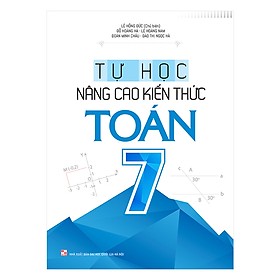 LÊ HỒNG ĐỨC (Chủ biên)
ĐỖ HOÀNG HÀ - LÊ HOÀNG NAM
ĐOÀN MINH CHÂU - ĐÀO THỊ NGỌC HÀ
TỰ HỌC
NÂNG CAO KIẾN THỨC
TOÁN
7
NHÀ XUẤT BẢN ĐẠI HỌC QUỐC GIA HÀ NỘI